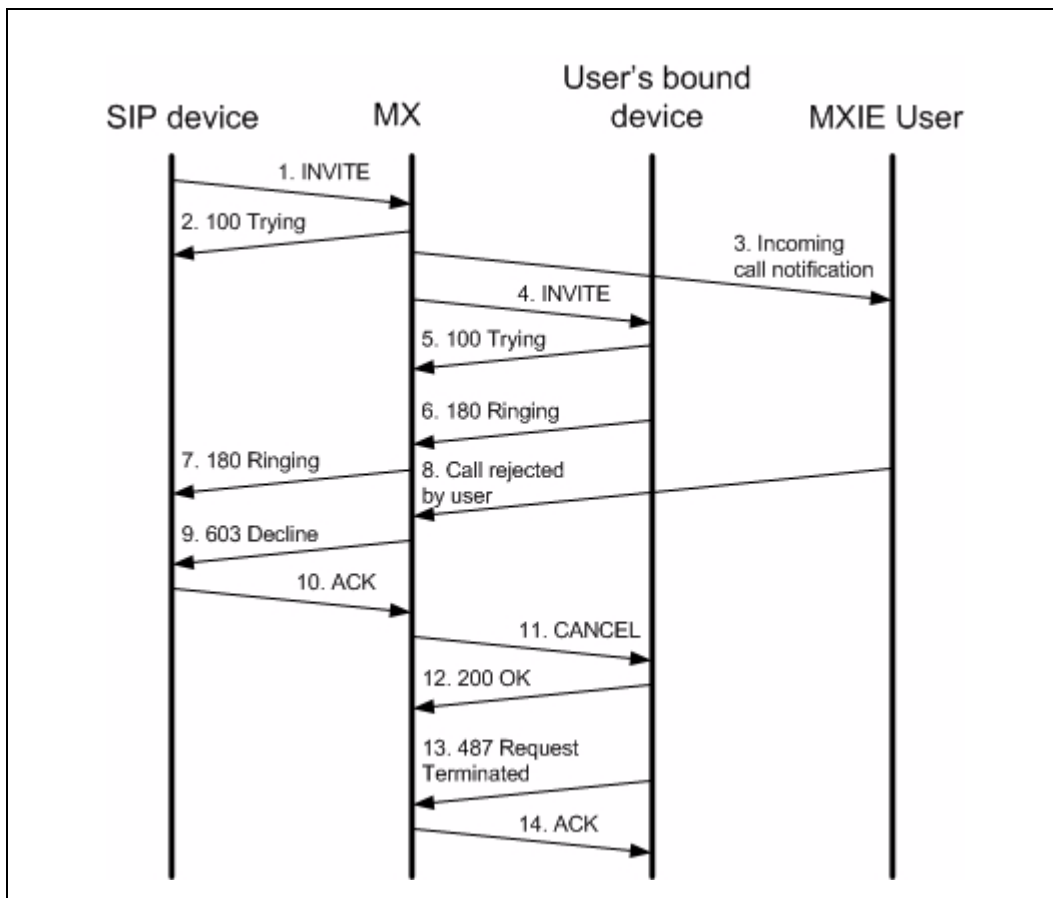 User's bound
device
SIP device
MX
MXIE User
1. INVITE
2. 100 Trying
3. Incoming
call notification
4. INVITE
5. 100 Trying
6. 180 Ringing
7. 180 Ringing
8. Call rejected
by user
9. 603 Decline
10. ACK
11. CANCEL
12. 200 OK
13. 487 Request
Terminated
14. ACK